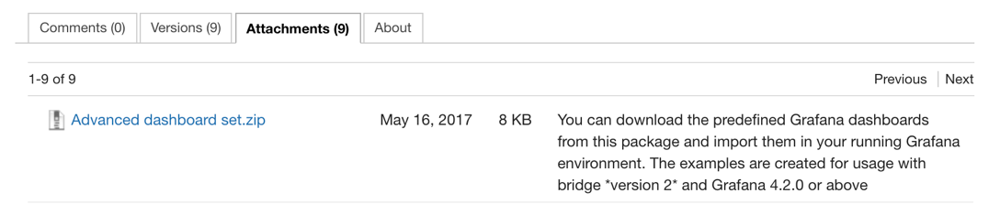 Comments (0) Versions (9) Attachments (9) About
1-9 of 9 Previous Next
Advanced dashboard set.zip May 16, 2017 8 KB You can download the predefined Grafana dashboards
from this package and import them in your running Grafana
environment. The examples are created for usage with
bridge *version 2* and Grafana 4.2.0 or above